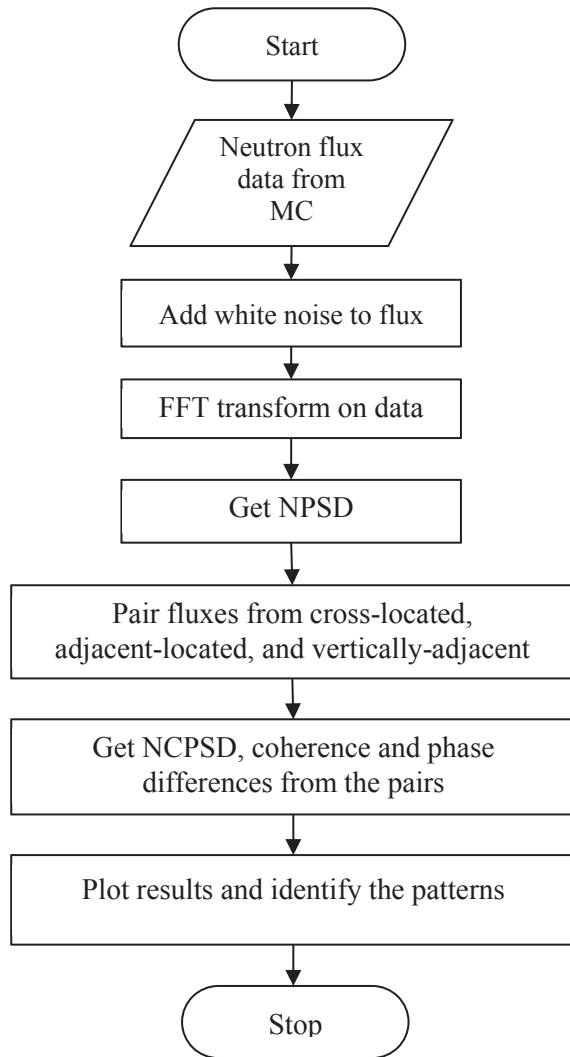 Start
Neutron flux
data from
MC
Add white noise to flux
FFT transform on data
Get NPSD
Pair fluxes from cross-located,
adjacent-located, and vertically-adjacent
Get NCPSD, coherence and phase
differences from the pairs
Plot results and identify the patterns
Stop